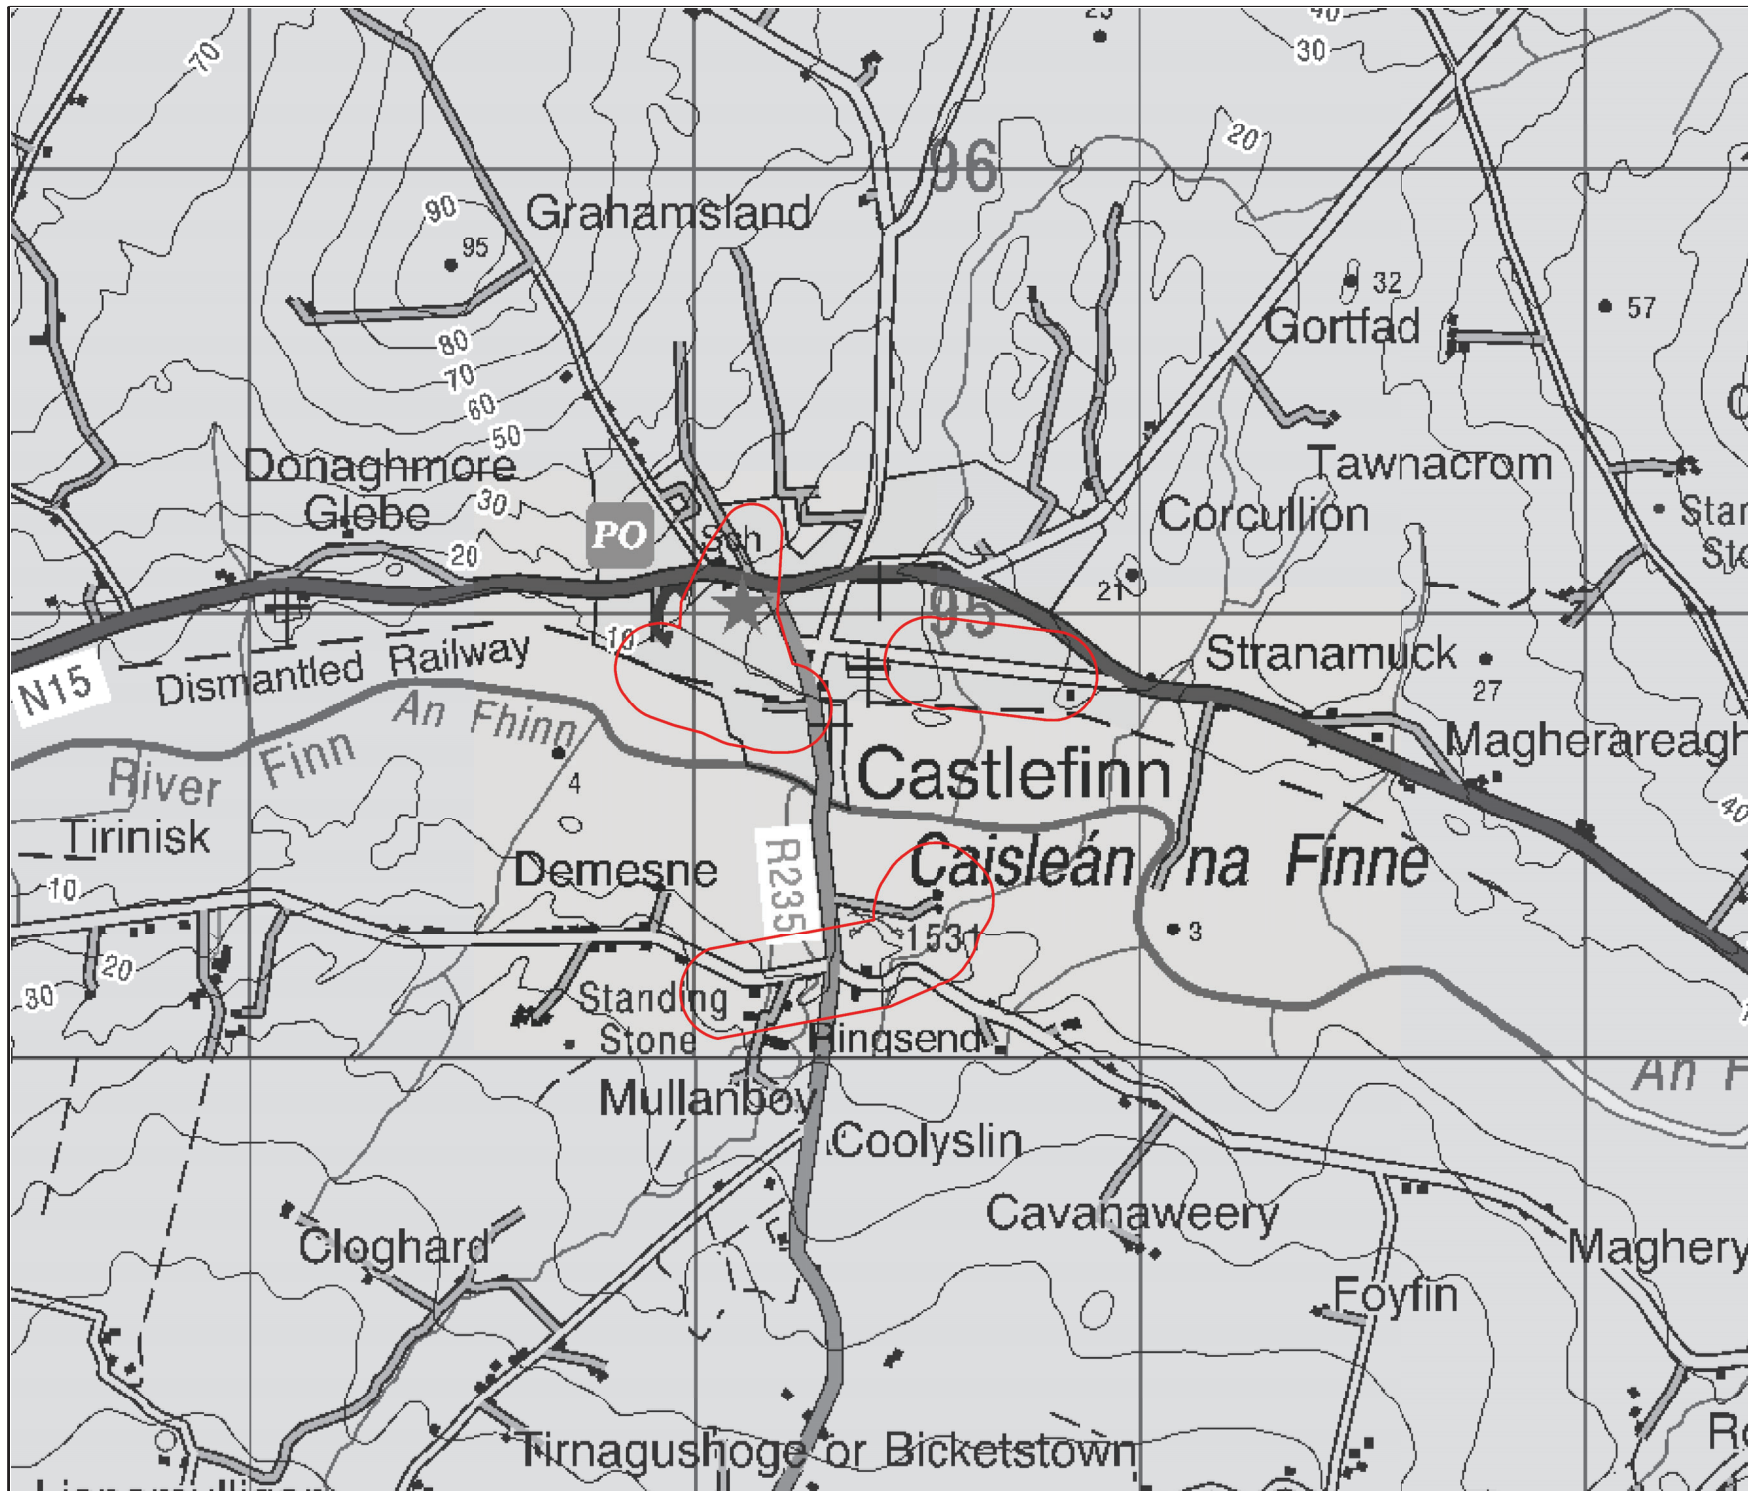 40
30
70
96
20
Grahamsland
90
95
32
57
Gortfad
80
70
60
50
Donaghmore
Glebe
30
PO
Sch
20
Tawnacrom
Corcullion
21
95
10
Stranamuck
27
N15
Dismantled Railway
An Fhinn
River Finn
4
Castlefinn
Magherareagh
40
Tirinisk
Caisleán na Finne
Demesne
R235
10
3
1531
20
30
Standing
Stone
Ringsend
Mullanboy
An F
Coolyslin
Cavanaweery
Cloghard
Maghery
Foyfin
Tirnagushoge or Bicketstown